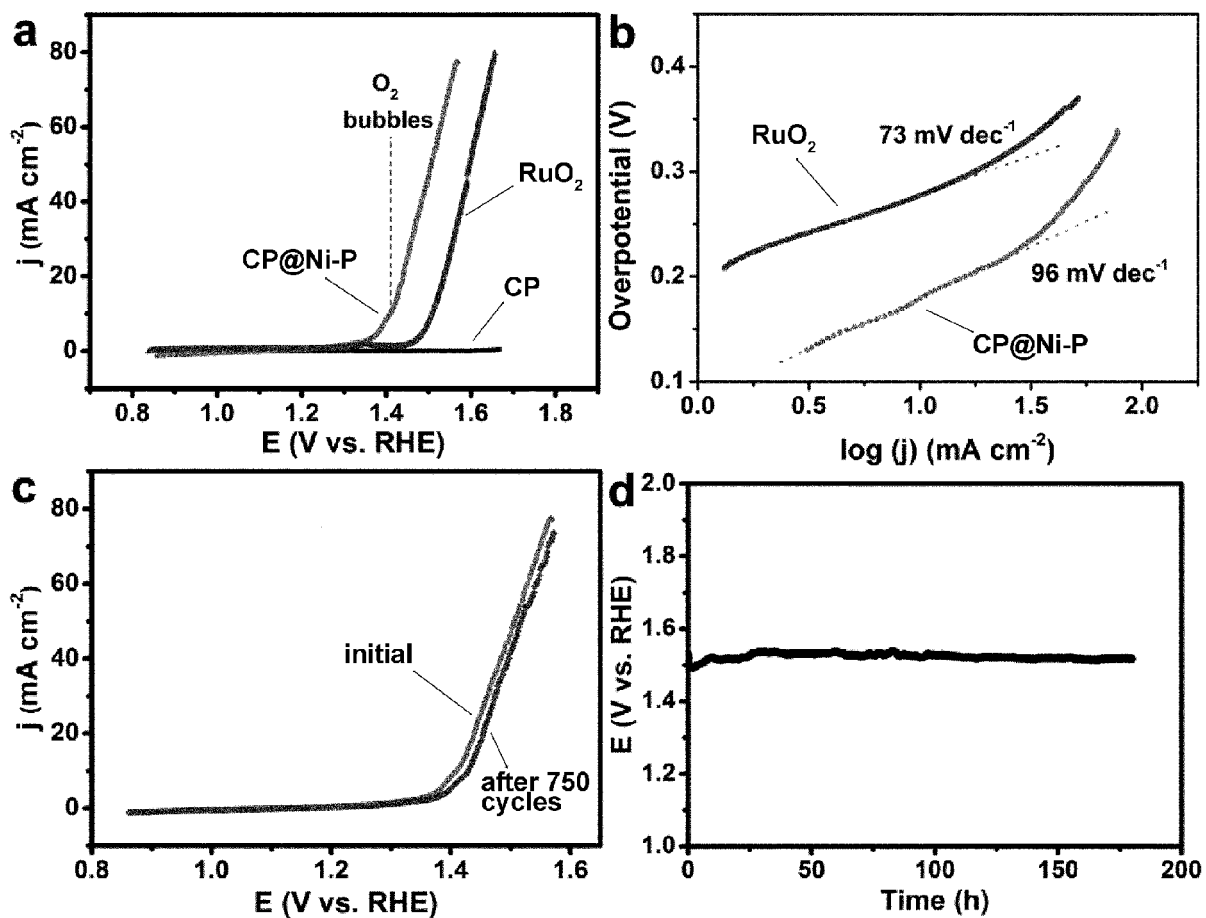 a
80
60
40
20
0
j (mA cm⁻²)
O₂
bubbles
RuO₂
CP@Ni-P
CP
0.8 1.0 1.2 1.4 1.6 1.8
E (V vs. RHE)
b
0.4
0.3
0.2
0.1
Overpotential (V)
RuO₂
73 mV dec⁻¹
96 mV dec⁻¹
CP@Ni-P
0.0 0.5 1.0 1.5 2.0
log (j) (mA cm⁻²)
c
80
60
40
20
0
j (mA cm⁻²)
initial
after 750
cycles
0.8 1.0 1.2 1.4 1.6
E (V vs. RHE)
d
2.0
1.8
1.6
1.4
1.2
1.0
E (V vs. RHE)
0 50 100 150 200
Time (h)